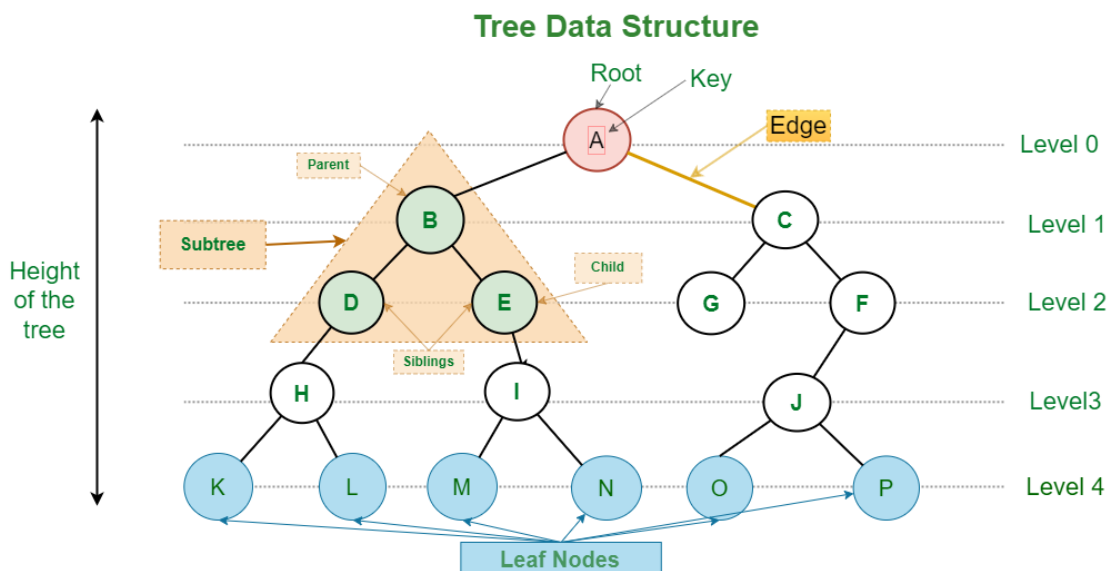 Tree Data Structure
Root
Key
A
Edge
Level 0
Parent
B
C
Level 1
Subtree
Height
of the
tree
Child
D
E
G
F
Level 2
Siblings
H
I
J
Level3
K
L
M
N
O
P
Level 4
Leaf Nodes